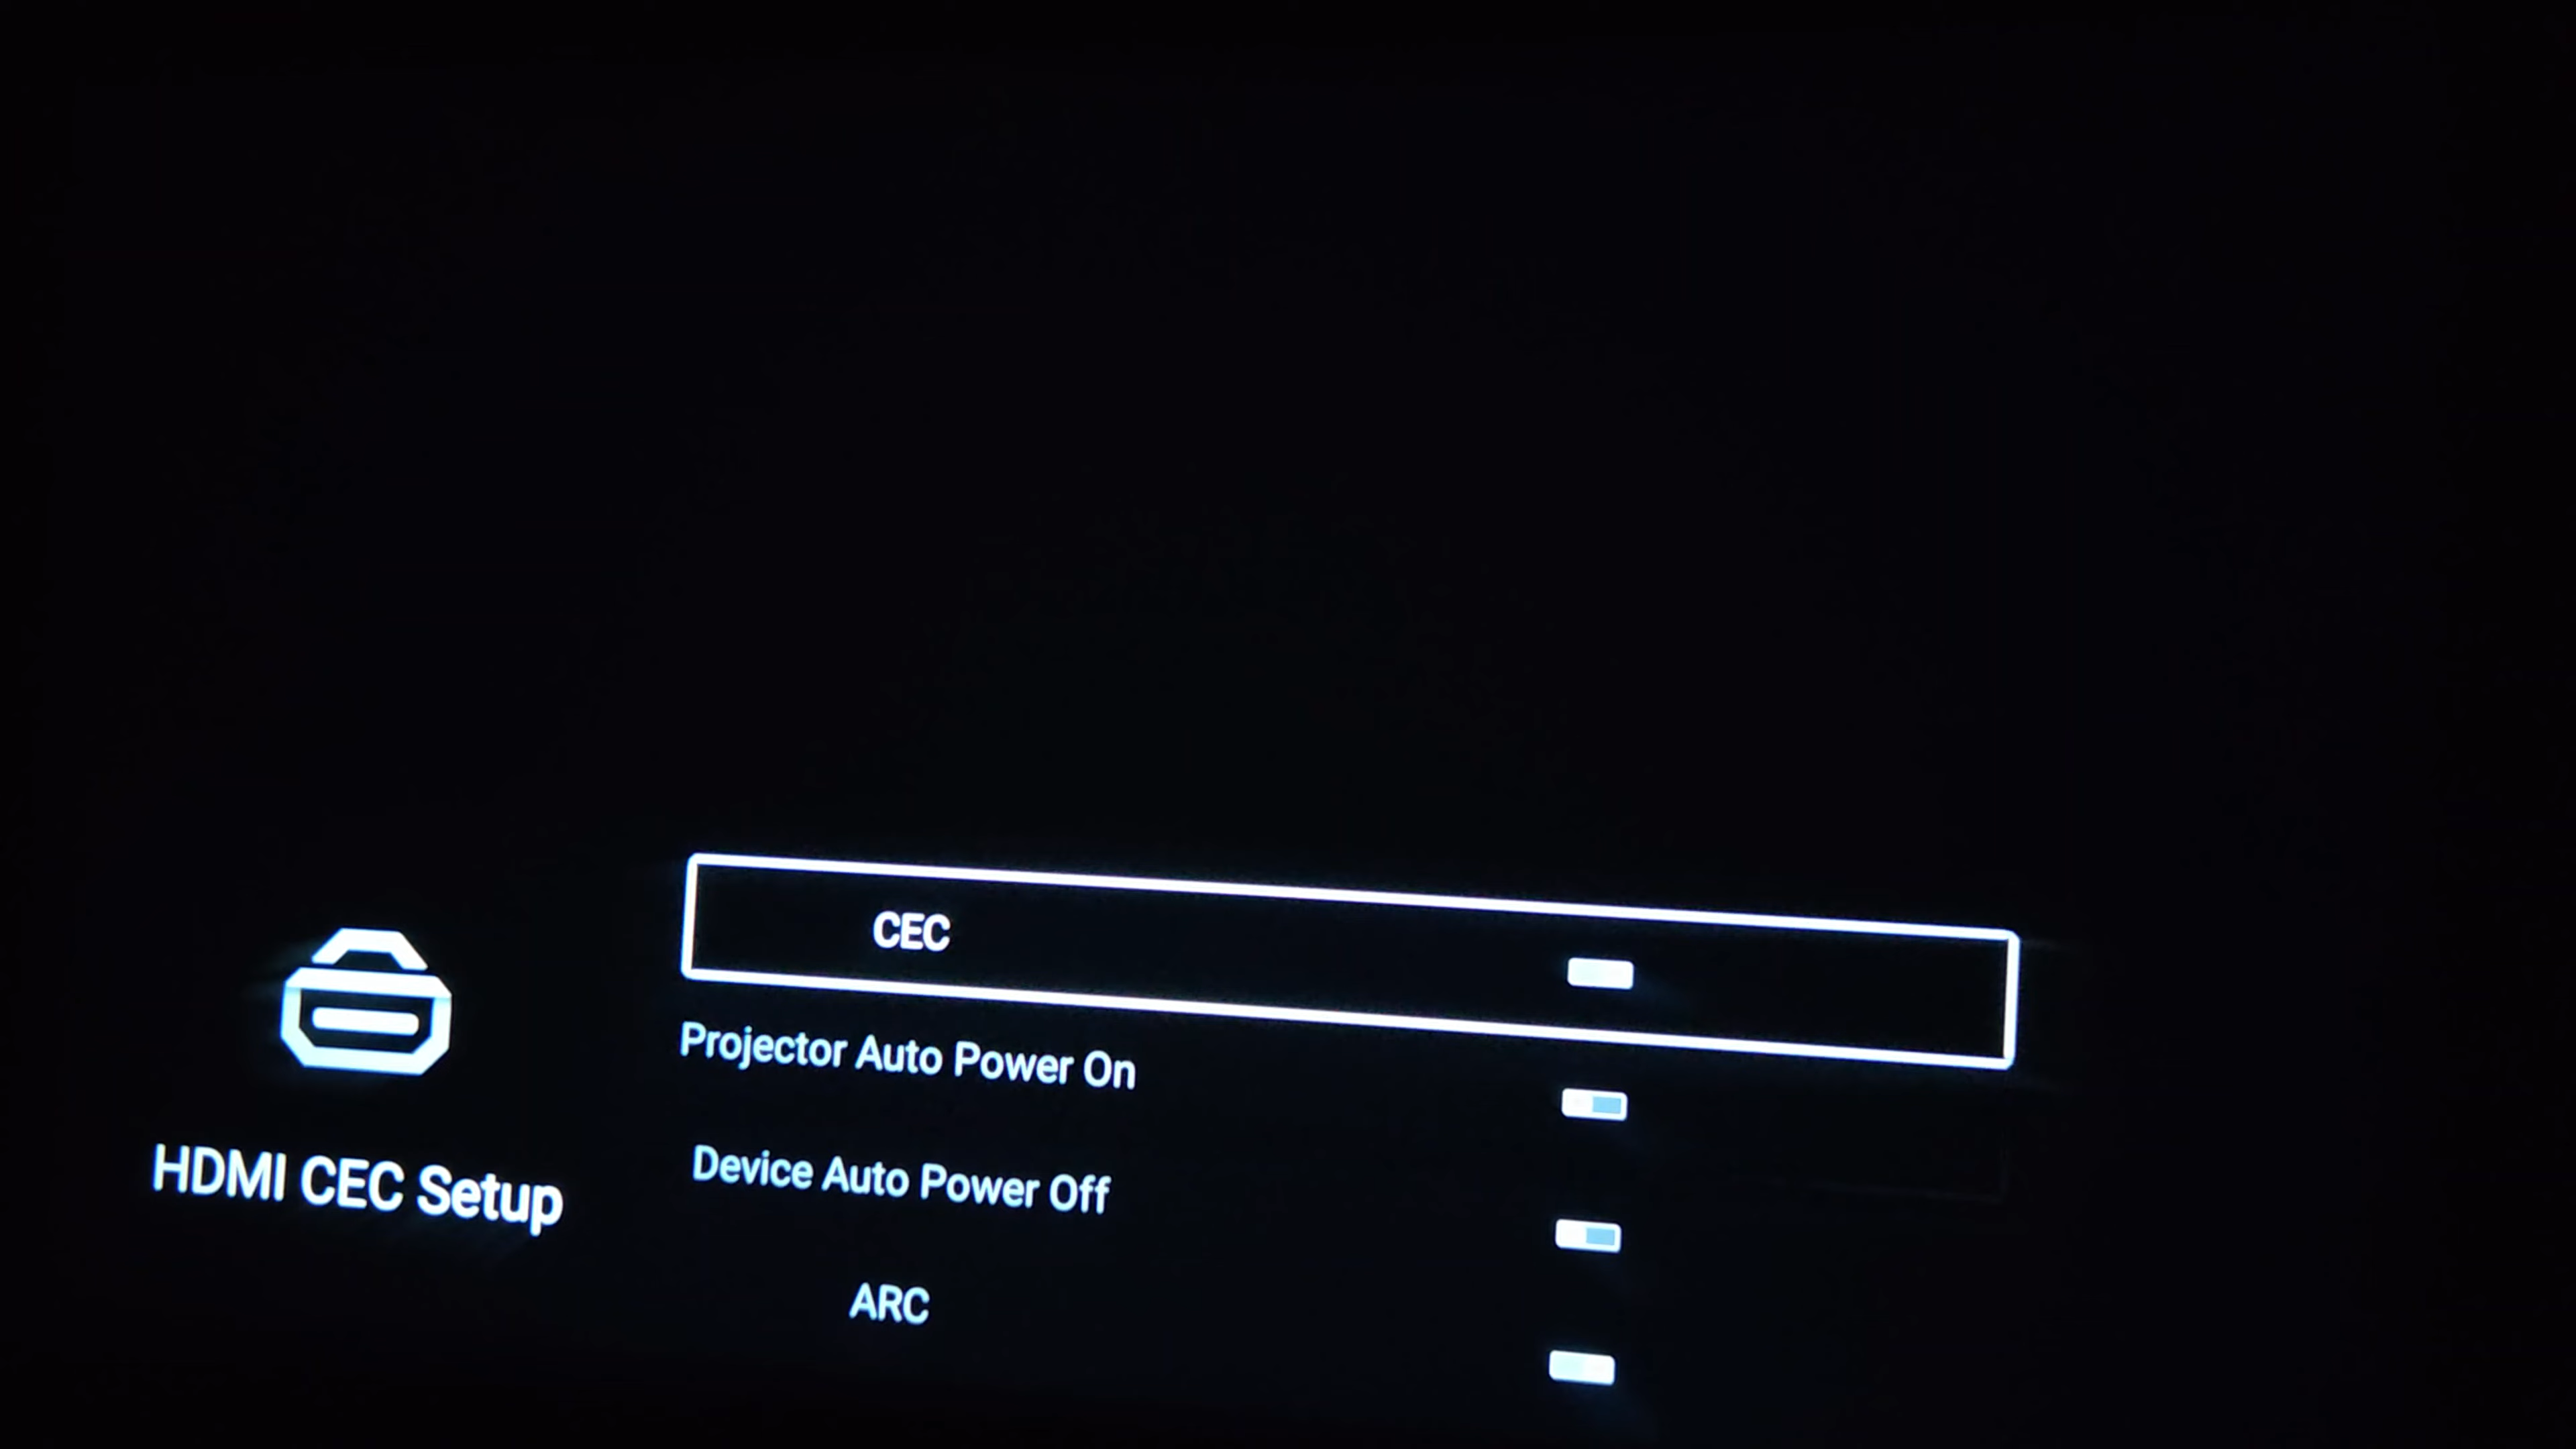 CEC
Projector Auto Power On
Device Auto Power Off
ARC
HDMI CEC Setup